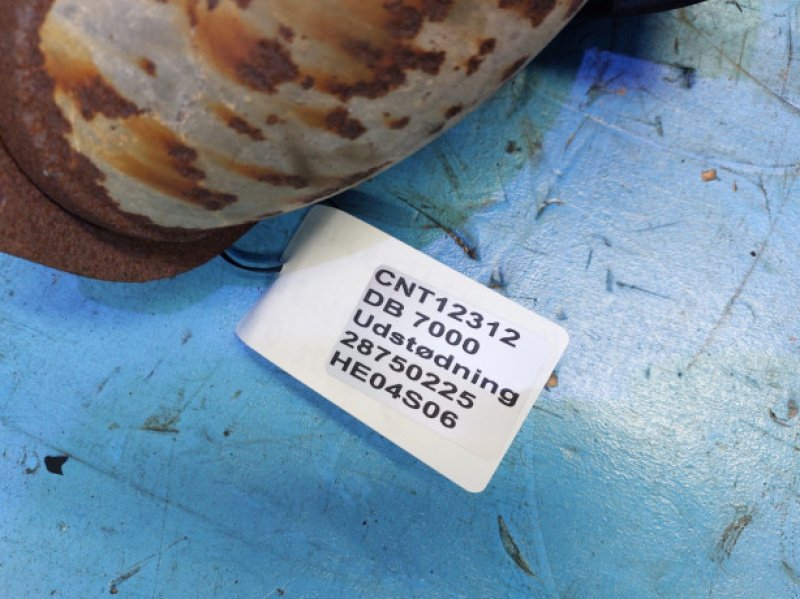 CNT12312
DB 7000
Udstødning
28750225
HE04S06